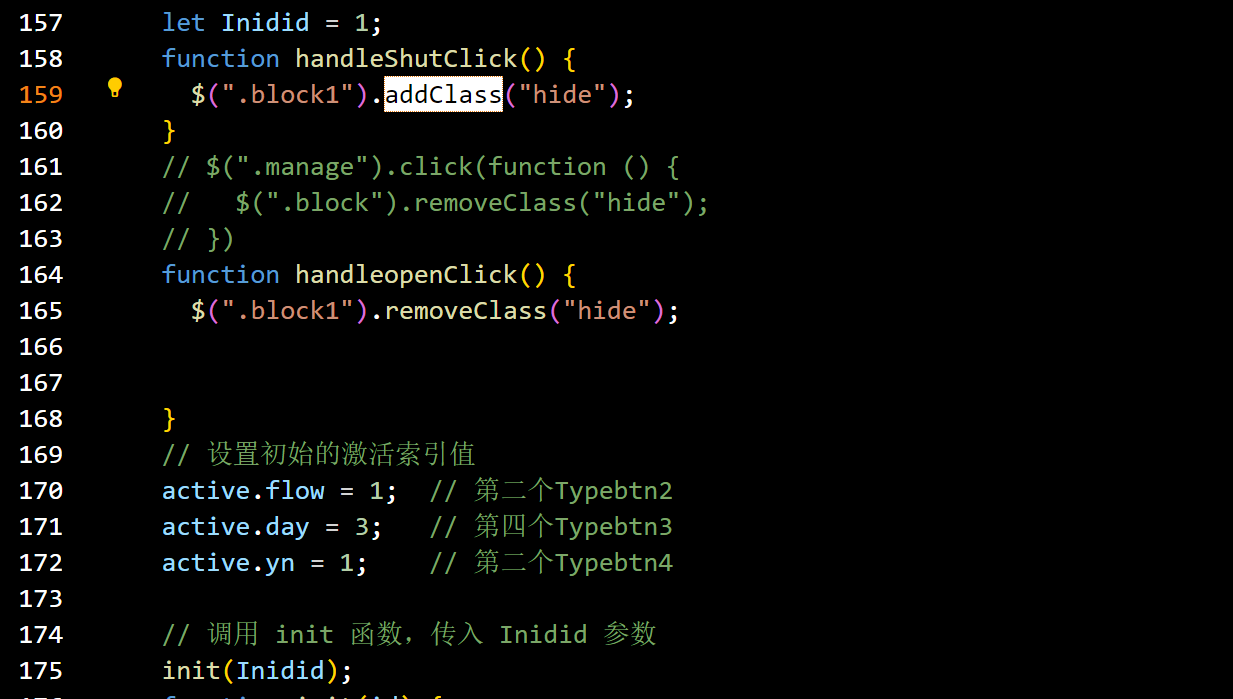 157 let Inidid = 1;
158 function handleShutClick() {
159 $(".block1").addClass("hide");
160 }
161 // $(".manage").click(function () {
162 //   $(".block").removeClass("hide");
163 // })
164 function handleopenClick() {
165 $(".block1").removeClass("hide");
166
167
168 }
169 // 设置初始的激活索引值
170 active.flow = 1;  // 第二个Typebtn2
171 active.day = 3;   // 第四个Typebtn3
172 active.yn = 1;    // 第二个Typebtn4
173
174 // 调用 init 函数，传入 Inidid 参数
175 init(Inidid);